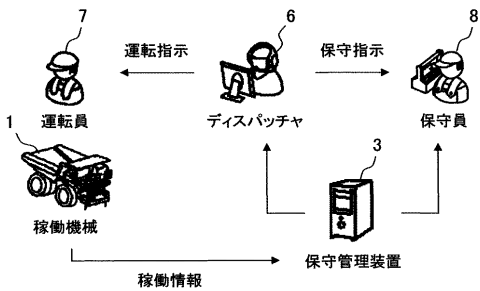 7
運転指示
6
保守指示
8
運転員
ディスパッチャ
保守員
1
3
稼働機械
保守管理装置
稼働情報